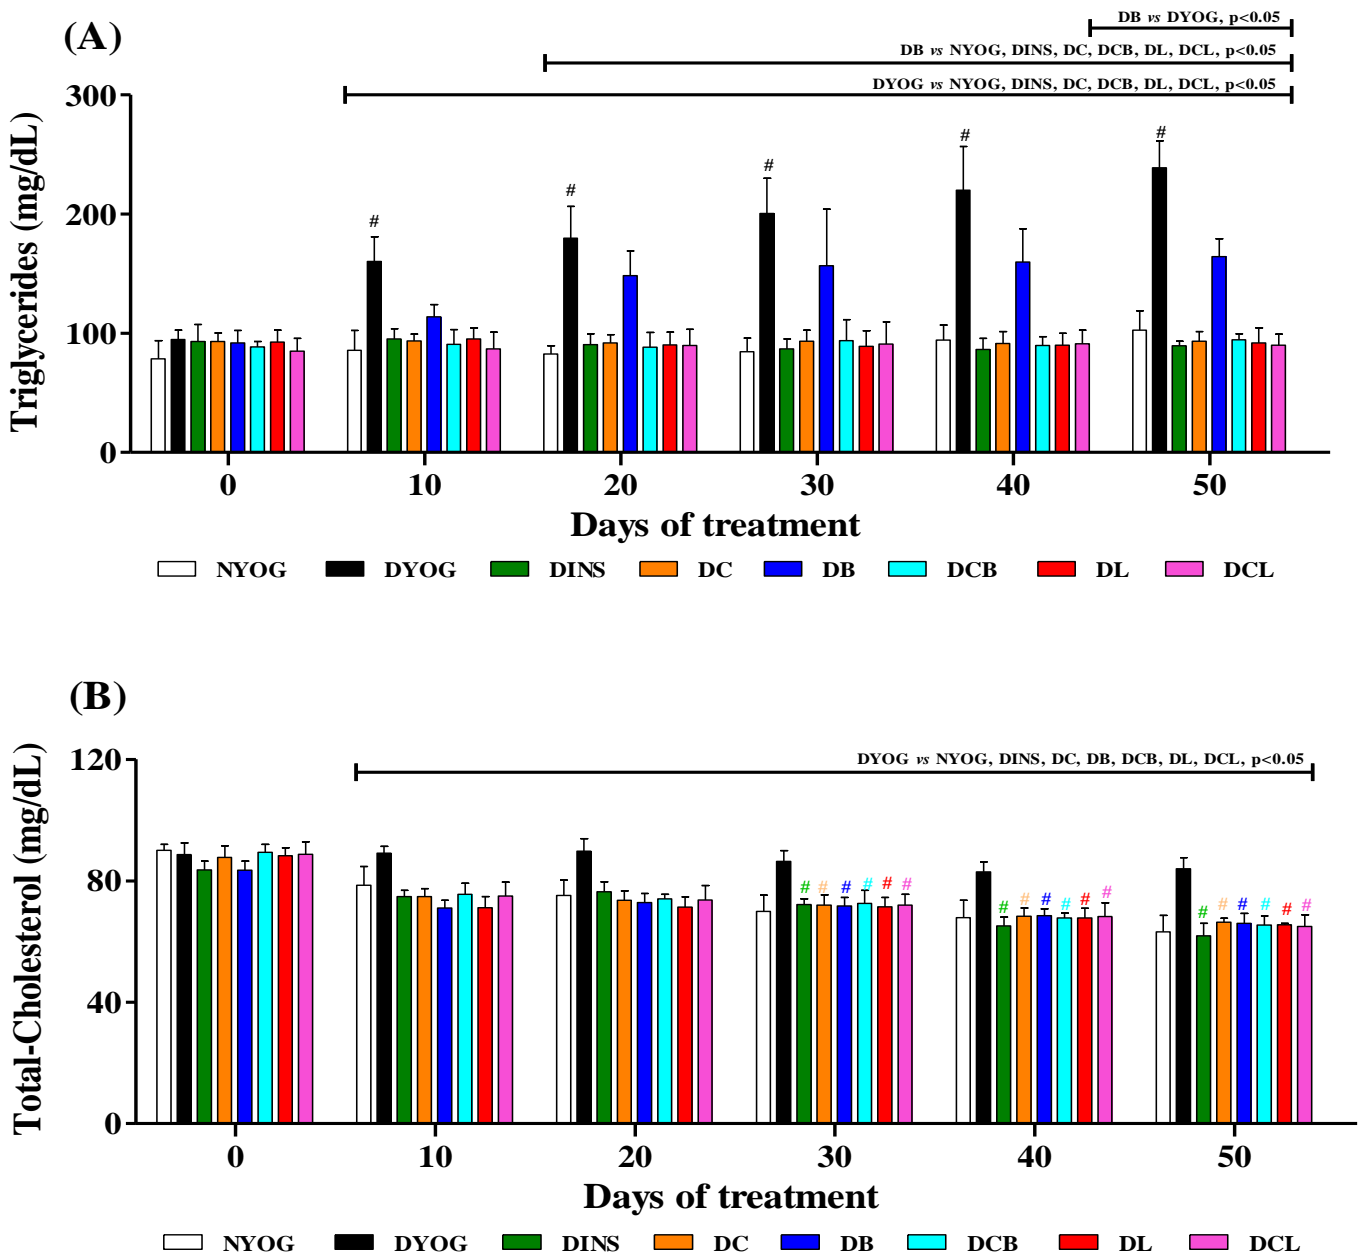 (A)
DB vs DYOG, p<0.05
DB vs NYOG, DINS, DC, DCB, DL, DCL, p<0.05
DYOG vs NYOG, DINS, DC, DCB, DL, DCL, p<0.05
Triglycerides (mg/dL)
300
200
100
0
# # # # #
0 10 20 30 40 50
Days of treatment
NYOG DYOG DINS DC DB DCB DL DCL
(B)
DYOG vs NYOG, DINS, DC, DB, DCB, DL, DCL, p<0.05
Total-Cholesterol (mg/dL)
120
80
40
0
# # # # # # # # # # # # # # # # # #
0 10 20 30 40 50
Days of treatment
NYOG DYOG DINS DC DB DCB DL DCL